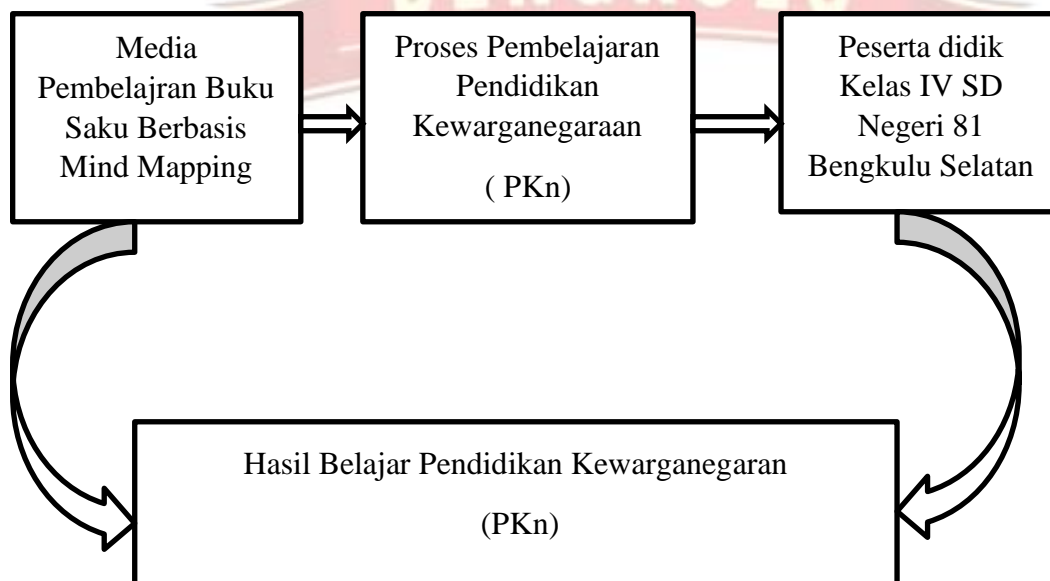 Media
Pembelajran Buku
Saku Berbasis
Mind Mapping
Proses Pembelajaran
Pendidikan
Kewarganegaraan
( PKn)
Peserta didik
Kelas IV SD
Negeri 81
Bengkulu Selatan
Hasil Belajar Pendidikan Kewarganegaran
(PKn)